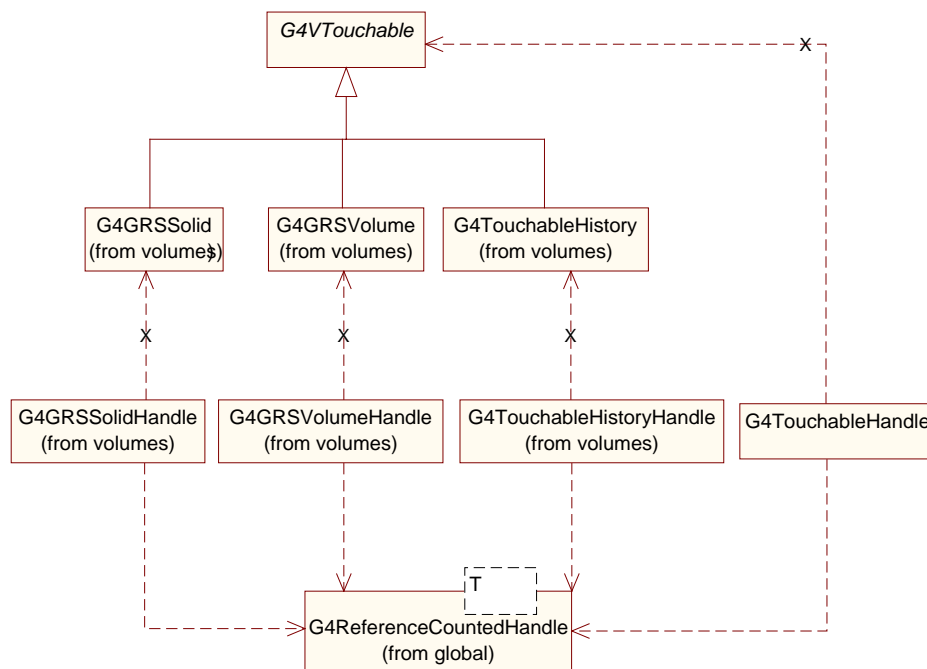 G4VTouchable
X
G4GRSSolid
(from volumes)
G4GRSVolume
(from volumes)
G4TouchableHistory
(from volumes)
X
X
X
G4GRSSolidHandle
(from volumes)
G4GRSVolumeHandle
(from volumes)
G4TouchableHistoryHandle
(from volumes)
G4TouchableHandle
T
G4ReferenceCountedHandle
(from global)